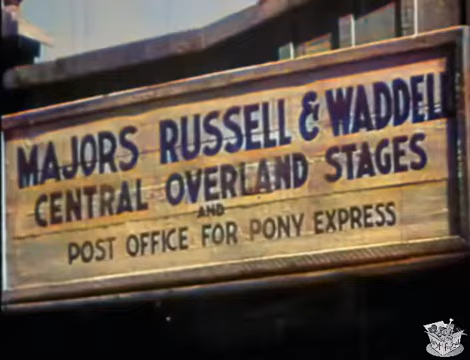 MAJORS RUSSELL & WADDELL
CENTRAL OVERLAND STAGES
AND
POST OFFICE FOR PONY EXPRESS